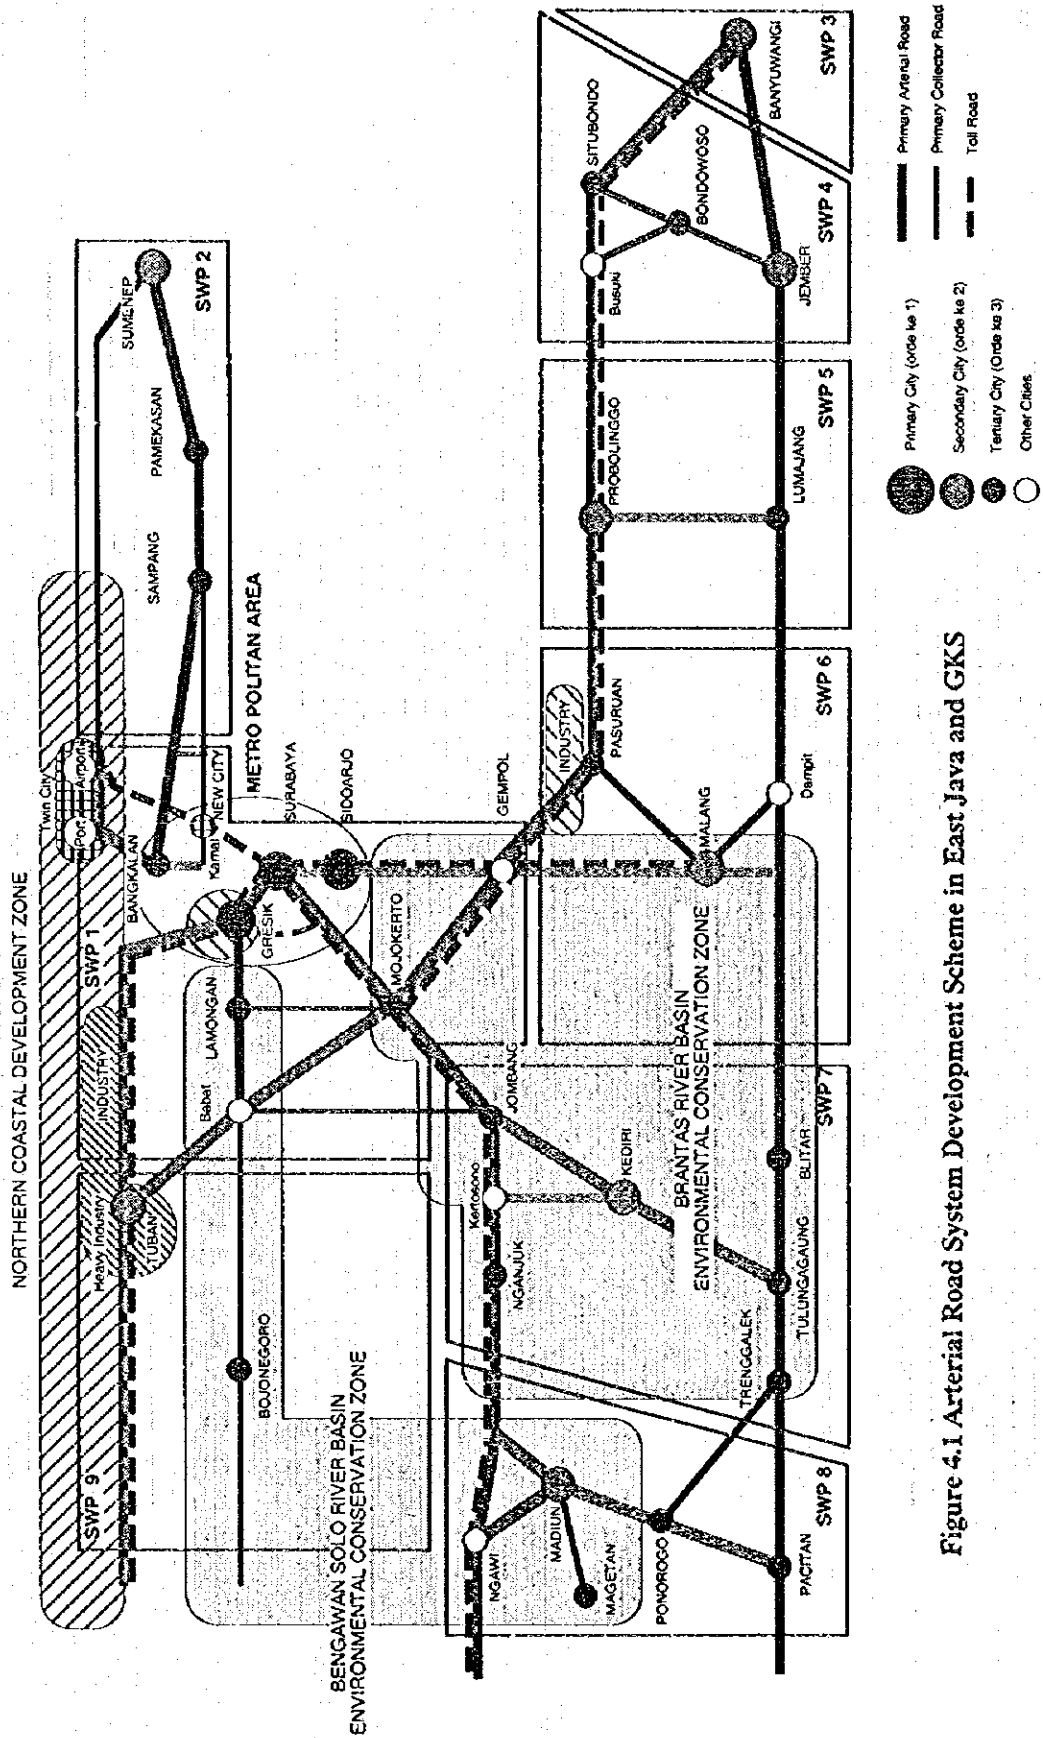 NORTHERN COASTAL DEVELOPMENT ZONE
SWP 9
Heavy Industry
TUBAN
INDUSTRY
SWP 1
Twin City
Port
Airport
BANGKALAN
Kamal
NEW CITY
METRO POLITAN AREA
SURABAYA
SIDOARJO
GRESIK
LAMONGAN
Babat
BOJONEGORO
SAMPANG
PAMEKASAN
SUMENEP
SWP 2
BENGAWAN SOLO RIVER BASIN
ENVIRONMENTAL CONSERVATION ZONE
MOJOKERTO
GEMPOL
JOMBANG
Kertosono
NGANJUK
KEDIRI
NGAWI
MADIUN
MAGETAN
PONOROGO
PACITAN
SWP 8
TRENGGALEK
TULUNGAGAUNG
BLITAR
SWP 7
BRANTAS RIVER BASIN
ENVIRONMENTAL CONSERVATION ZONE
MALANG
Dampit
SWP 6
INDUSTRY
PASURUAN
PROBOLINGGO
LUMAJANG
SWP 5
Busuki
SITUBONDO
BONDOWOSO
JEMBER
SWP 4
BANYUWANGI
SWP 3
Primary City (orde ke 1)
Secondary City (orde ke 2)
Tertiary City (Orde ke 3)
Other Cities
Primary Arterial Road
Primary Collector Road
Toll Road
Figure 4.1 Arterial Road System Development Scheme in East Java and GKS